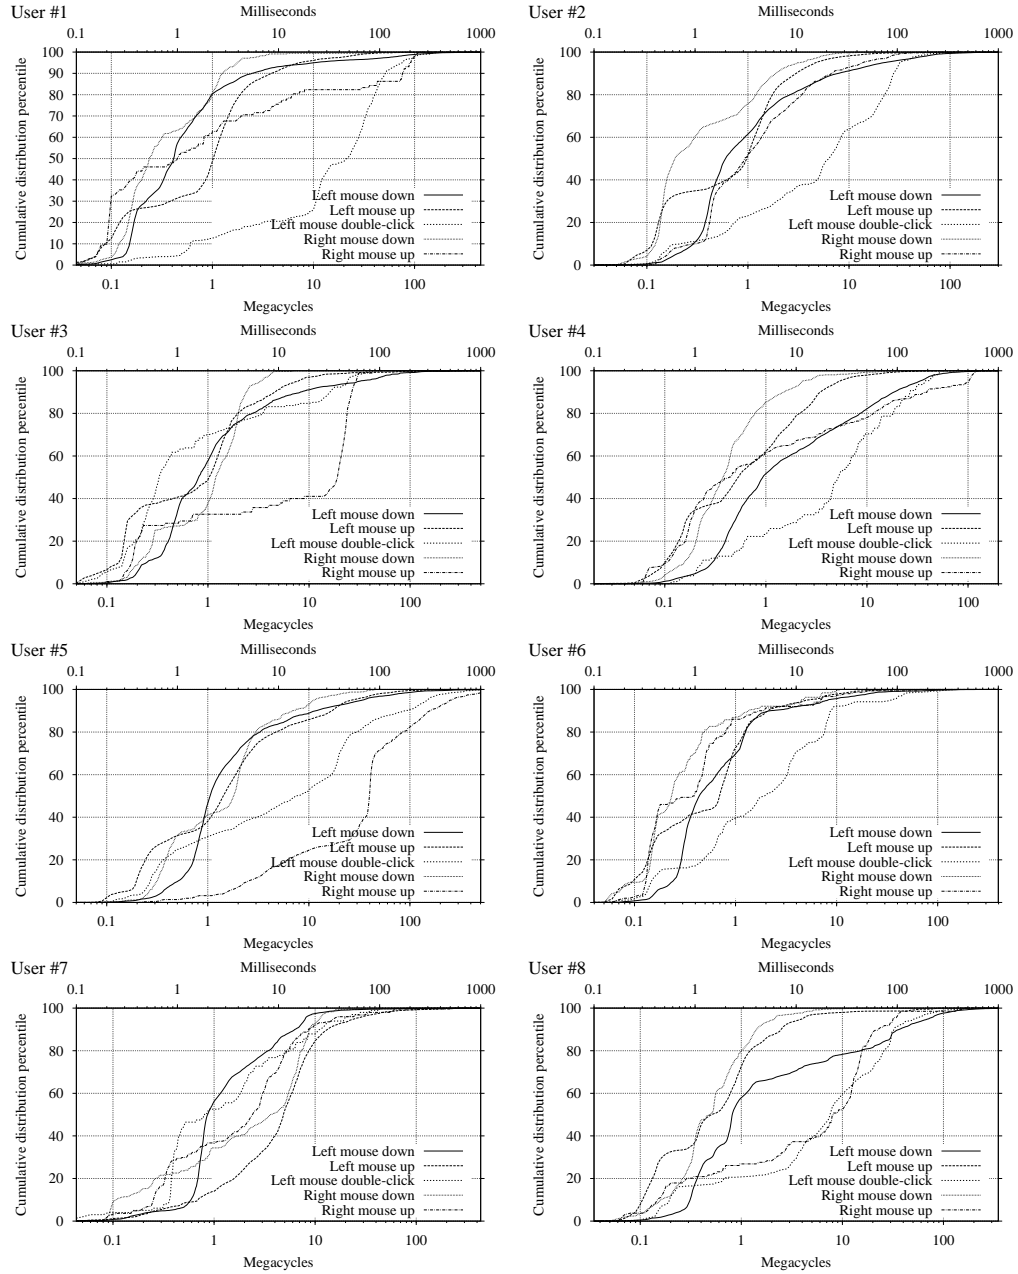 User #1 Milliseconds User #2 Milliseconds
0.1 1 10 100 1000 0.1 1 10 100 1000
Cumulative distribution percentile
100
90
80
70
60
50
40
30
20
10
0
Left mouse down
Left mouse up
Left mouse double-click
Right mouse down
Right mouse up
0.1 1 10 100
Megacycles
Cumulative distribution percentile
100
80
60
40
20
0
Left mouse down
Left mouse up
Left mouse double-click
Right mouse down
Right mouse up
0.1 1 10 100
Megacycles
User #3 Milliseconds User #4 Milliseconds
0.1 1 10 100 1000 0.1 1 10 100 1000
Cumulative distribution percentile
100
80
60
40
20
0
Left mouse down
Left mouse up
Left mouse double-click
Right mouse down
Right mouse up
0.1 1 10 100
Megacycles
Cumulative distribution percentile
100
80
60
40
20
0
Left mouse down
Left mouse up
Left mouse double-click
Right mouse down
Right mouse up
0.1 1 10 100
Megacycles
User #5 Milliseconds User #6 Milliseconds
0.1 1 10 100 1000 0.1 1 10 100 1000
Cumulative distribution percentile
100
80
60
40
20
0
Left mouse down
Left mouse up
Left mouse double-click
Right mouse down
Right mouse up
0.1 1 10 100
Megacycles
Cumulative distribution percentile
100
80
60
40
20
0
Left mouse down
Left mouse up
Left mouse double-click
Right mouse down
Right mouse up
0.1 1 10 100
Megacycles
User #7 Milliseconds User #8 Milliseconds
0.1 1 10 100 1000 0.1 1 10 100 1000
Cumulative distribution percentile
100
80
60
40
20
0
Left mouse down
Left mouse up
Left mouse double-click
Right mouse down
Right mouse up
0.1 1 10 100
Megacycles
Cumulative distribution percentile
100
80
60
40
20
0
Left mouse down
Left mouse up
Left mouse double-click
Right mouse down
Right mouse up
0.1 1 10 100
Megacycles